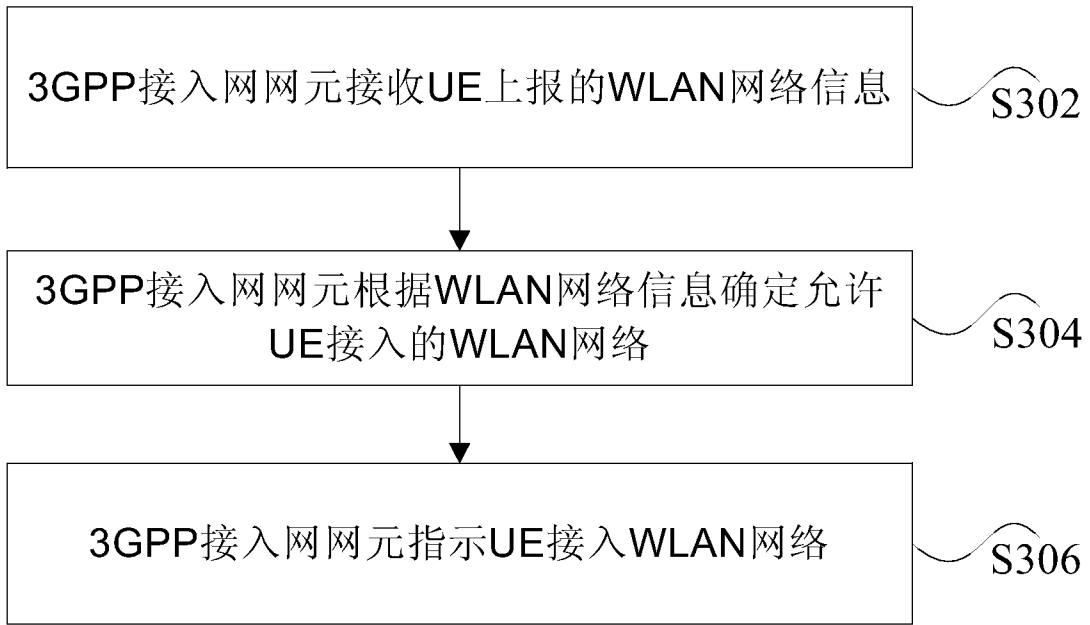 3GPP接入网网元接收UE上报的WLAN网络信息
S302
3GPP接入网网元根据WLAN网络信息确定允许
UE接入的WLAN网络
S304
3GPP接入网网元指示UE接入WLAN网络
S306